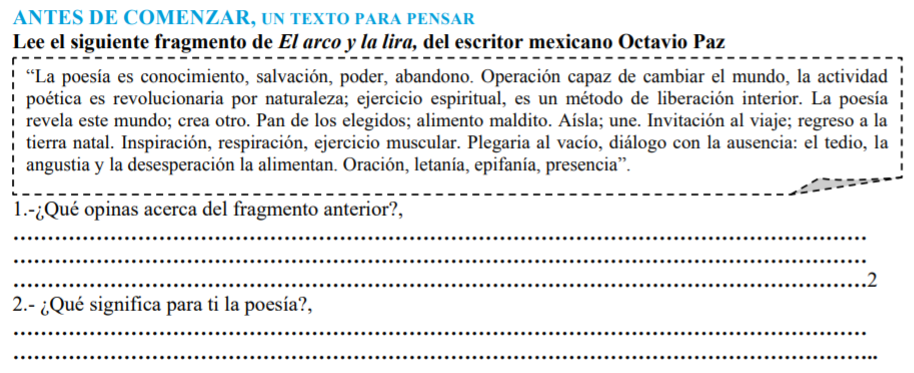 ANTES DE COMENZAR, UN TEXTO PARA PENSAR
Lee el siguiente fragmento de El arco y la lira, del escritor mexicano Octavio Paz
“La poesía es conocimiento, salvación, poder, abandono. Operación capaz de cambiar el mundo, la actividad
poética es revolucionaria por naturaleza; ejercicio espiritual, es un método de liberación interior. La poesía
revela este mundo; crea otro. Pan de los elegidos; alimento maldito. Aísla; une. Invitación al viaje; regreso a la
tierra natal. Inspiración, respiración, ejercicio muscular. Plegaria al vacío, diálogo con la ausencia: el tedio, la
angustia y la desesperación la alimentan. Oración, letanía, epifanía, presencia”.
1.-¿Qué opinas acerca del fragmento anterior?,
………………………………………………………………………………………
………………………………………………………………………………………
……………………………………………………………………………………….2
2.- ¿Qué significa para ti la poesía?,
………………………………………………………………………………………
………………………………………………………………………………………...